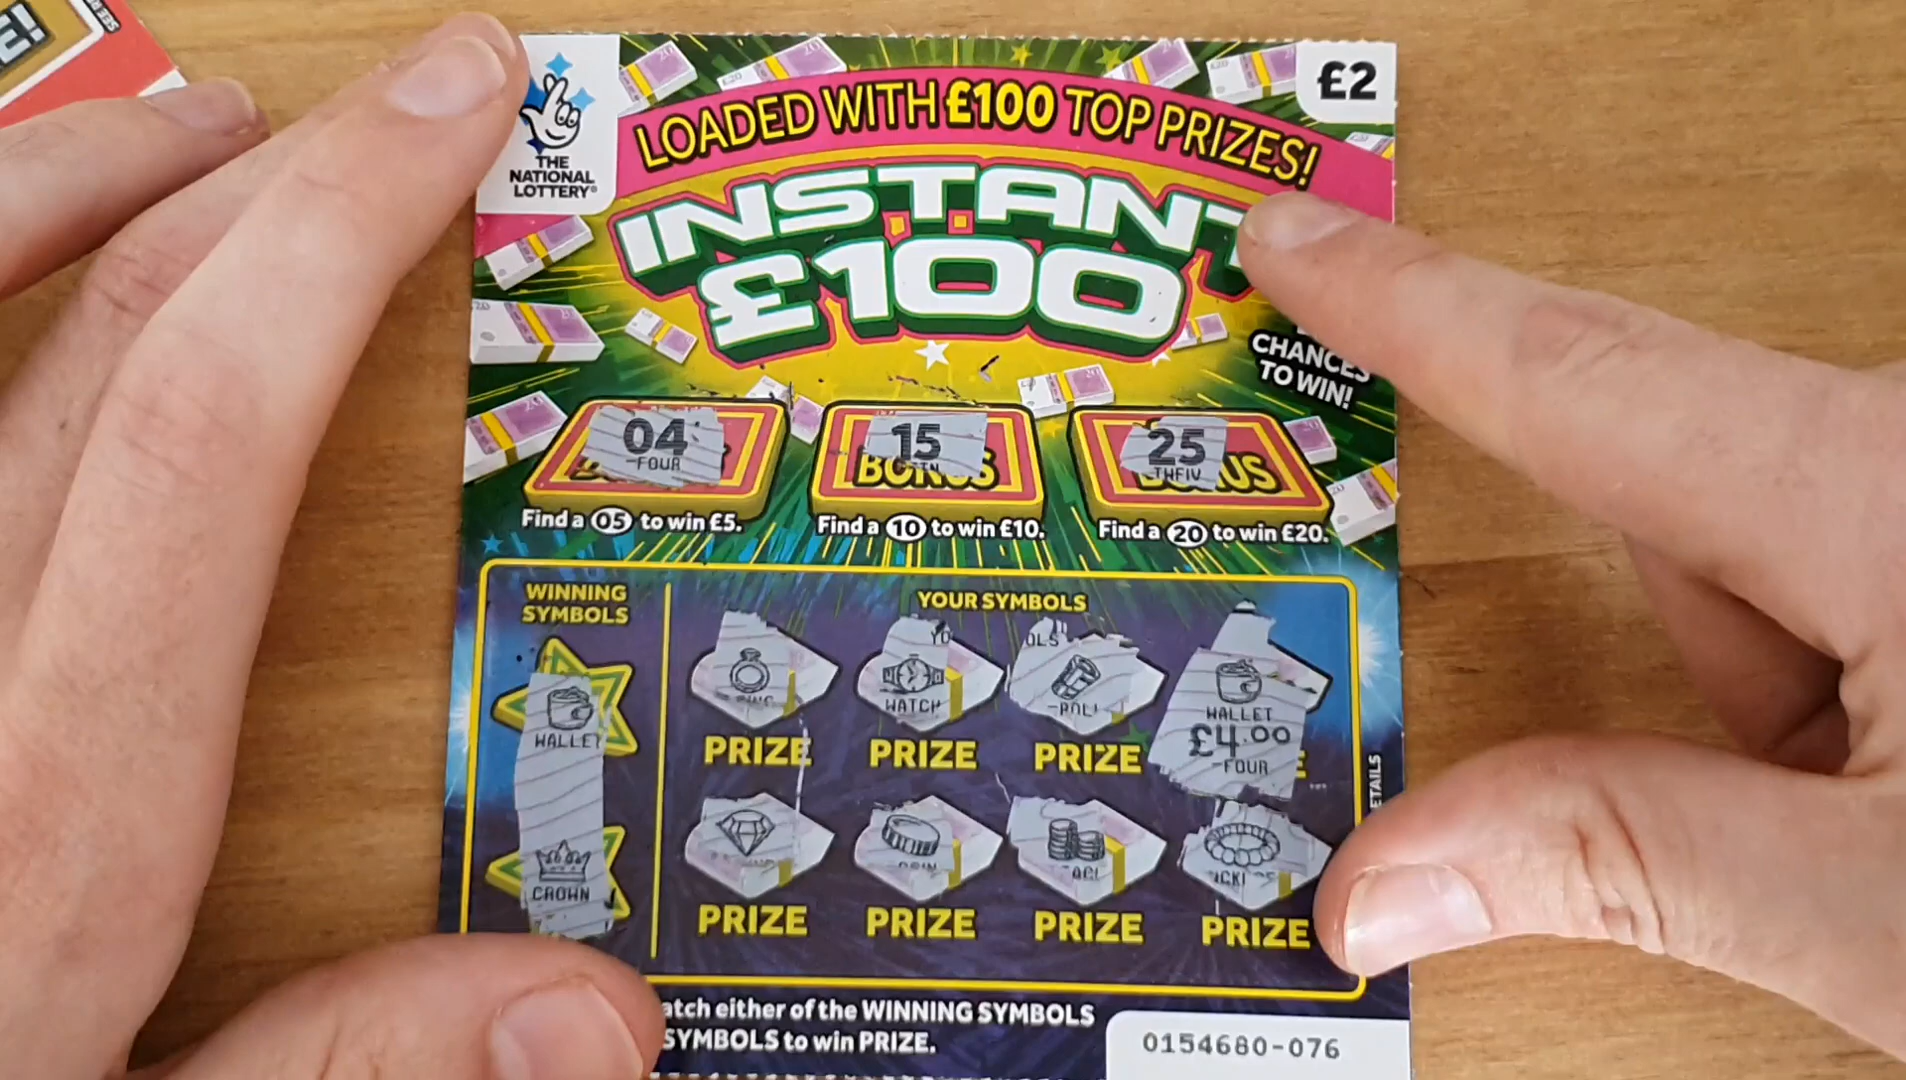 £2
LOADED WITH £100 TOP PRIZES!
THE
NATIONAL
LOTTERY®
INSTANT
£100
CHANCES
TO WIN!
04
FOUR
15
BONUS
25
THFIV
Find a 05 to win £5.
Find a 10 to win £10.
Find a 20 to win £20.
WINNING
SYMBOLS
YOUR SYMBOLS
WALLET
WATCH
WALLET
£4.00
FOUR
PRIZE PRIZE PRIZE
CROWN
PRIZE PRIZE PRIZE PRIZE
ETAILS
atch either of the WINNING SYMBOLS
SYMBOLS to win PRIZE.
0154680-076